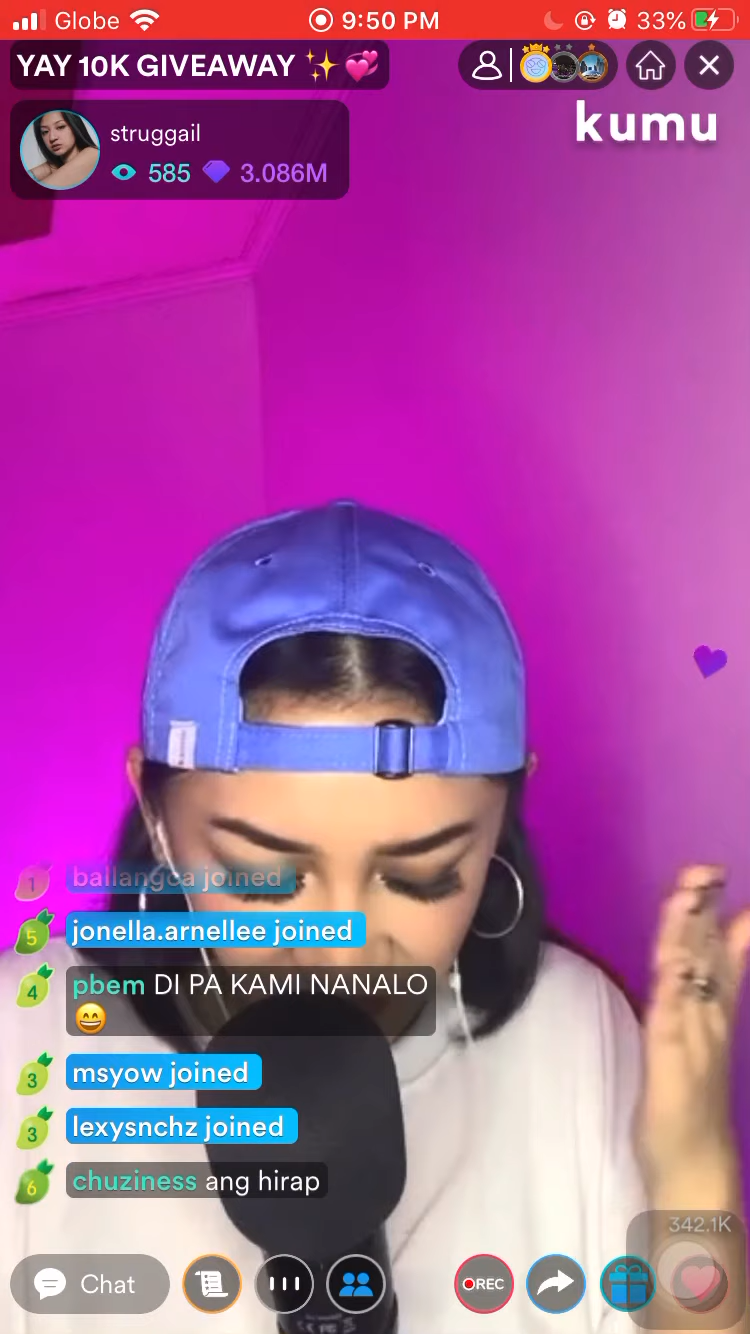 Globe 9:50 PM 33%
YAY 10K GIVEAWAY ✨💞
kumu
struggail
585 3.086M
1 ballangca joined
5 jonella.arnellee joined
4 pbem DI PA KAMI NANALO
😄
3 msyow joined
3 lexysnchz joined
6 chuziness ang hirap
342.1K
Chat
REC